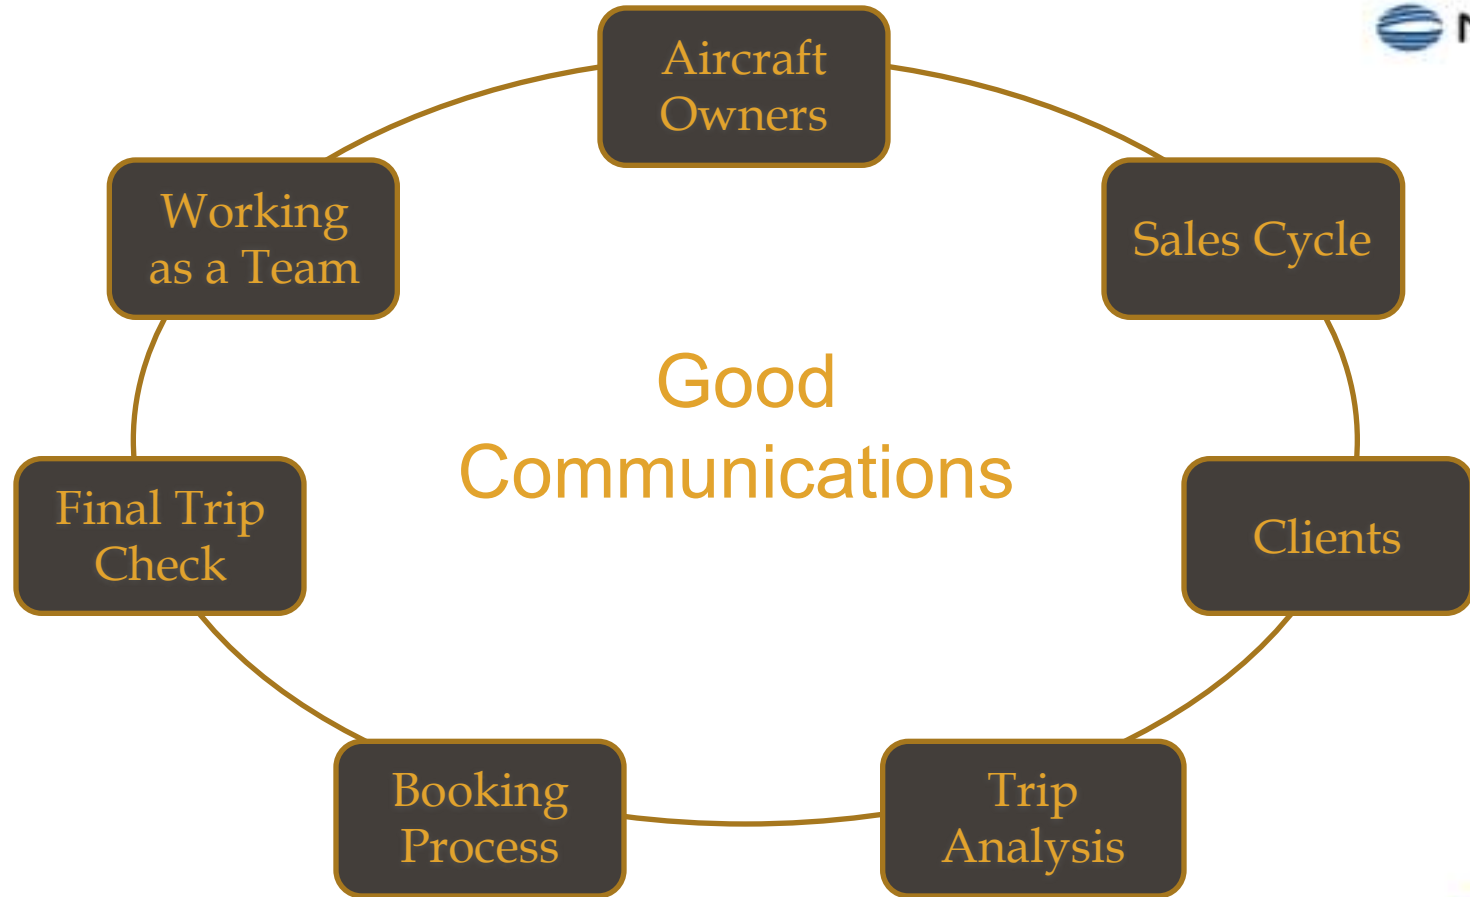 Aircraft
Owners
Working
as a Team
Sales Cycle
Good
Communications
Final Trip
Check
Clients
Booking
Process
Trip
Analysis